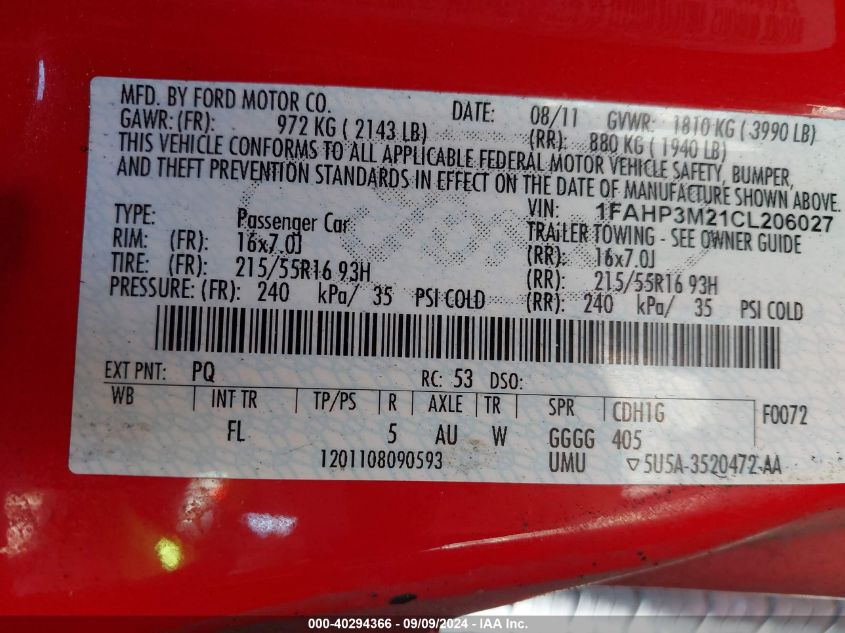 MFD. BY FORD MOTOR CO. DATE: 08/11 GVWR: 1810 KG ( 3990 LB)
GAWR: (FR): 972 KG ( 2143 LB) (RR): 880 KG ( 1940 LB)
THIS VEHICLE CONFORMS TO ALL APPLICABLE FEDERAL MOTOR VEHICLE SAFETY, BUMPER,
AND THEFT PREVENTION STANDARDS IN EFFECT ON THE DATE OF MANUFACTURE SHOWN ABOVE.
VIN: 1FAHP3M21CL206027
TYPE: Passenger Car TRAILER TOWING - SEE OWNER GUIDE
RIM: (FR): 16x7.0J (RR): 16x7.0J
TIRE: (FR): 215/55R16 93H (RR): 215/55R16 93H
PRESSURE: (FR): 240 kPa/ 35 PSI COLD (RR): 240 kPa/ 35 PSI COLD
EXT PNT: PQ RC: 53 DSO:
WB INT TR TP/PS R AXLE TR SPR CDH1G F0072
FL 5 AU W GGGG 405
1201108090593 UMU ▽5U5A-3520472-AA
000-40294366 - 09/09/2024 - IAAI.com